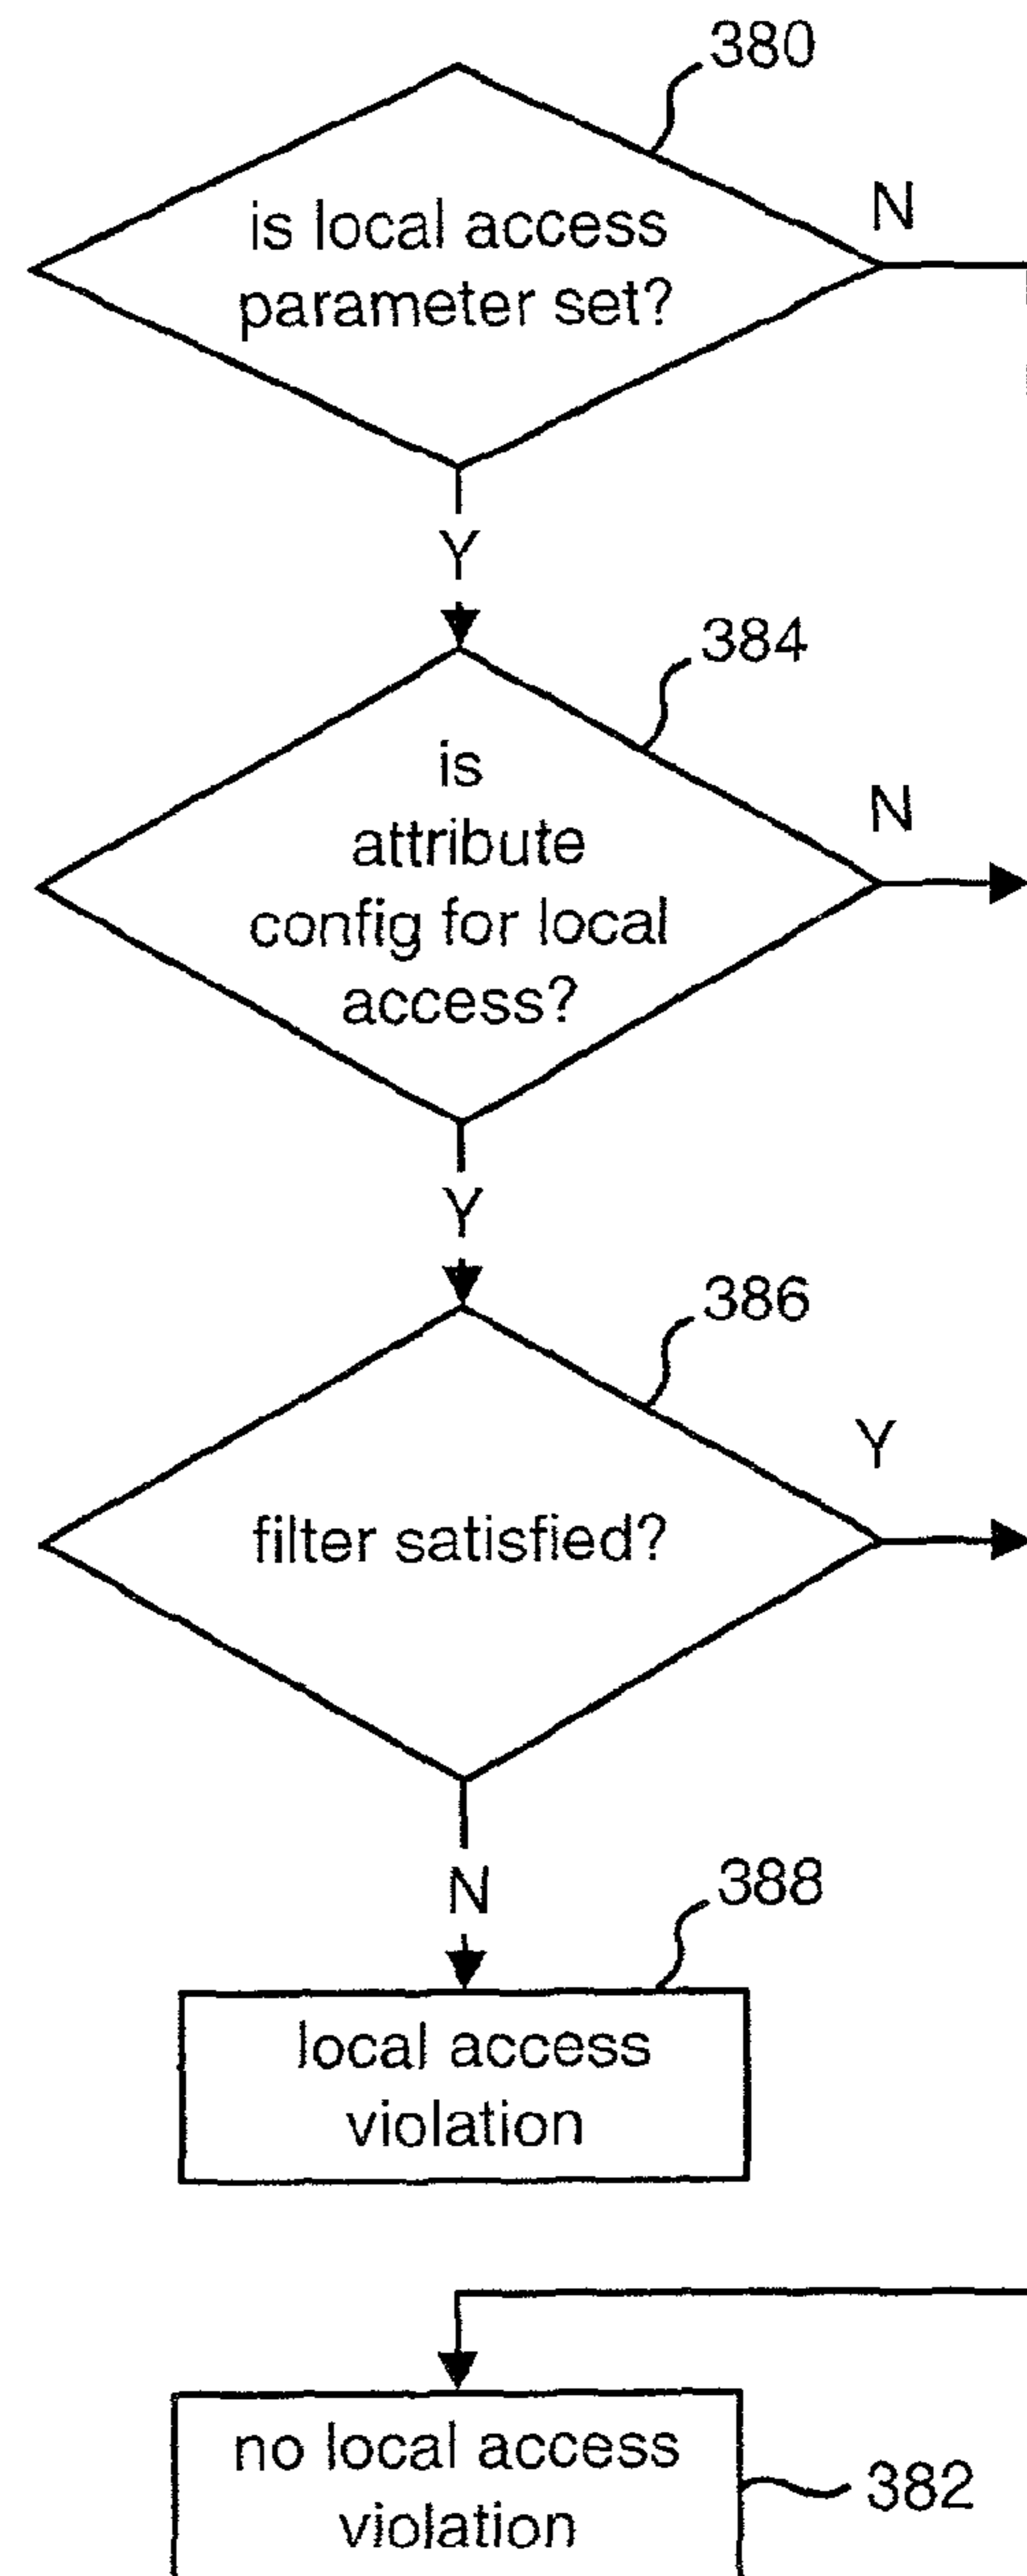 380
is local access
parameter set?
N
Y
384
is
attribute
config for local
access?
N
Y
386
filter satisfied?
Y
N
388
local access
violation
no local access
violation
382